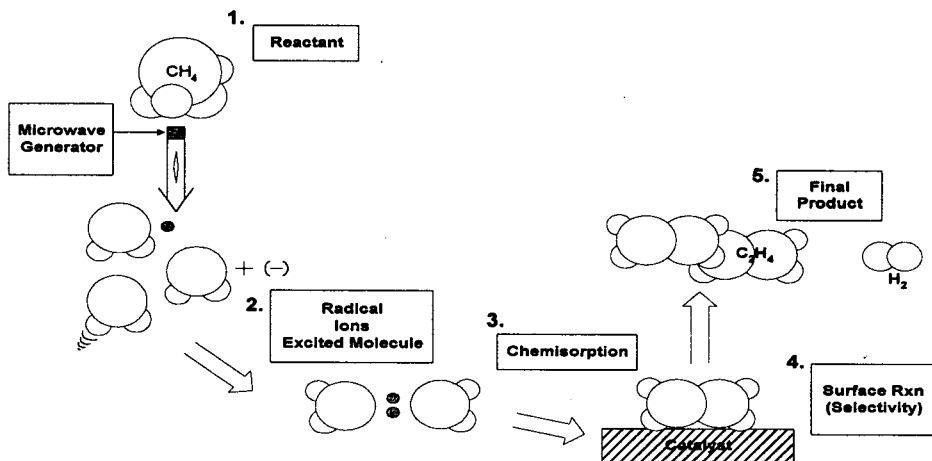 1.
Reactant
CH₄
Microwave
Generator
+ (–)
2.
Radical
Ions
Excited Molecule
3.
Chemisorption
Catalyst
4.
Surface Rxn
(Selectivity)
5.
Final
Product
C₂H₄
H₂